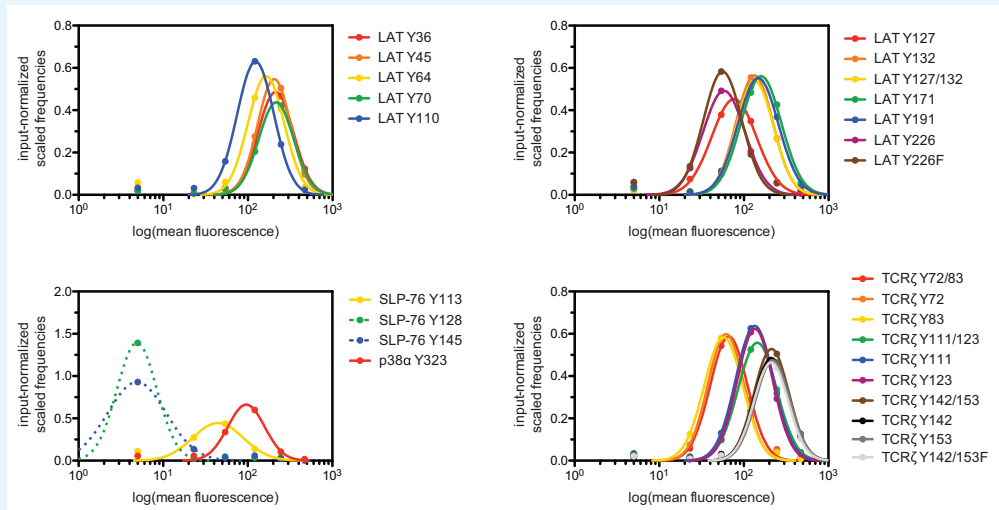 input-normalized
scaled frequencies
0.8
0.6
0.4
0.2
0.0
10⁰
10¹
10²
10³
log(mean fluorescence)
LAT Y36
LAT Y45
LAT Y64
LAT Y70
LAT Y110
input-normalized
scaled frequencies
0.8
0.6
0.4
0.2
0.0
10⁰
10¹
10²
10³
log(mean fluorescence)
LAT Y127
LAT Y132
LAT Y127/132
LAT Y171
LAT Y191
LAT Y226
LAT Y226F
input-normalized
scaled frequencies
2.0
1.5
1.0
0.5
0.0
10⁰
10¹
10²
10³
log(mean fluorescence)
SLP-76 Y113
SLP-76 Y128
SLP-76 Y145
p38α Y323
input-normalized
scaled frequencies
0.8
0.6
0.4
0.2
0.0
10⁰
10¹
10²
10³
log(mean fluorescence)
TCRζ Y72/83
TCRζ Y72
TCRζ Y83
TCRζ Y111/123
TCRζ Y111
TCRζ Y123
TCRζ Y142/153
TCRζ Y142
TCRζ Y153
TCRζ Y142/153F